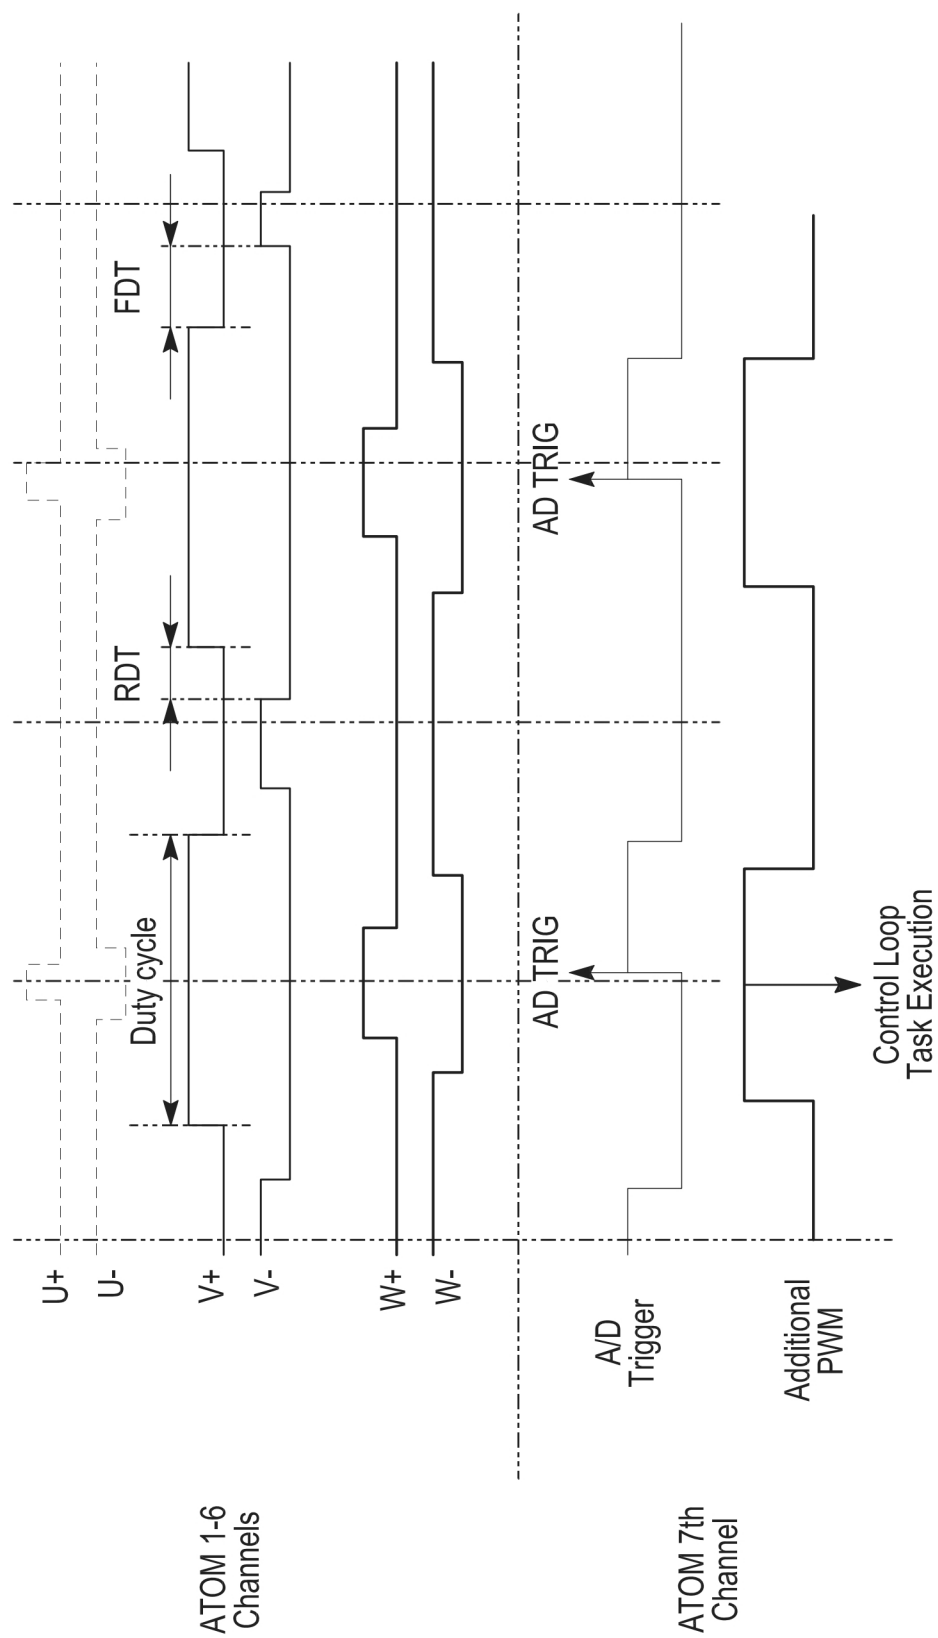 ATOM 1-6
Channels
U+
U-
V+
V-
W+
W-
Duty cycle
RDT
FDT
ATOM 7th
Channel
A/D
Trigger
AD TRIG
AD TRIG
Additional
PWM
Control Loop
Task Execution